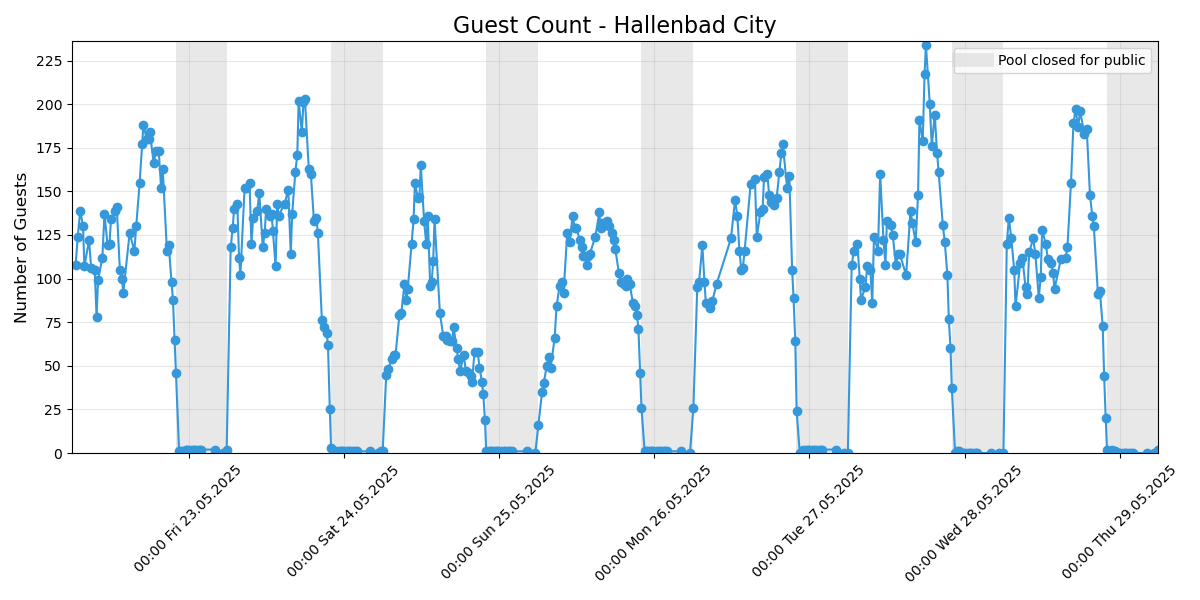 Guest Count - Hallenbad City
Pool closed for public
Number of Guests
225
200
175
150
125
100
75
50
25
0
00:00 Fri 23.05.2025
00:00 Sat 24.05.2025
00:00 Sun 25.05.2025
00:00 Mon 26.05.2025
00:00 Tue 27.05.2025
00:00 Wed 28.05.2025
00:00 Thu 29.05.2025